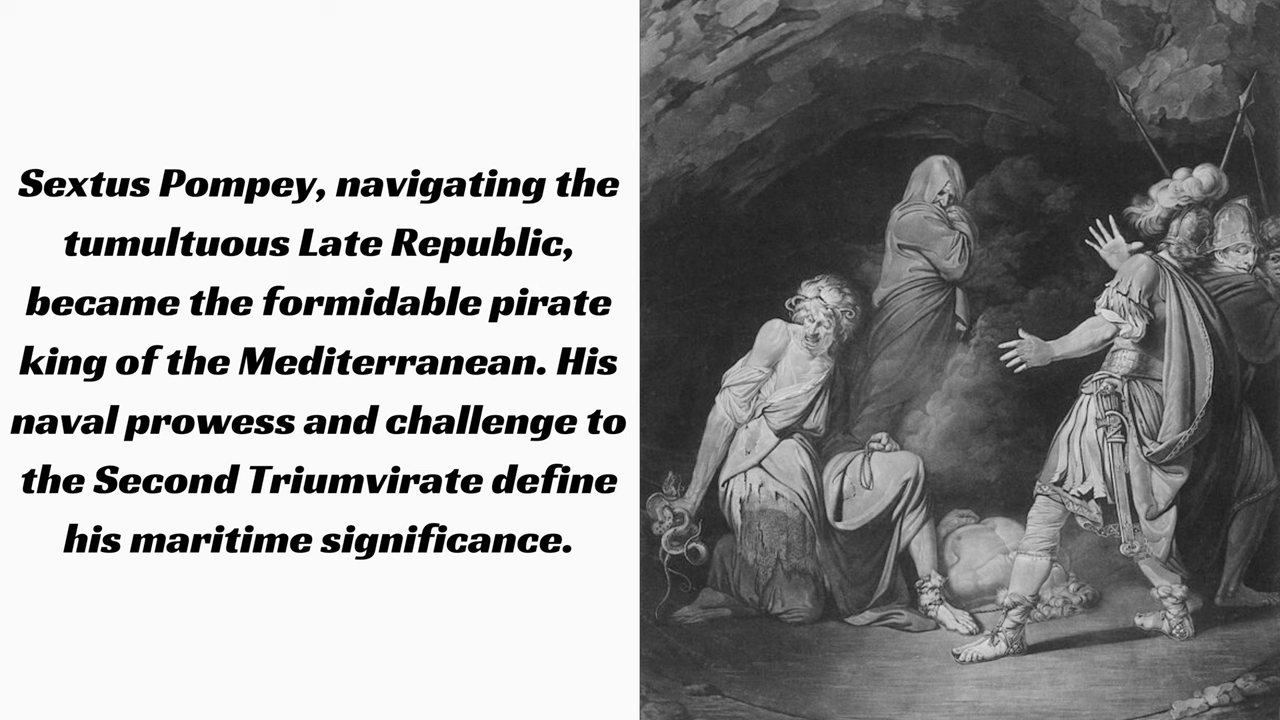 Sextus Pompey, navigating the
tumultuous Late Republic,
became the formidable pirate
king of the Mediterranean. His
naval prowess and challenge to
the Second Triumvirate define
his maritime significance.